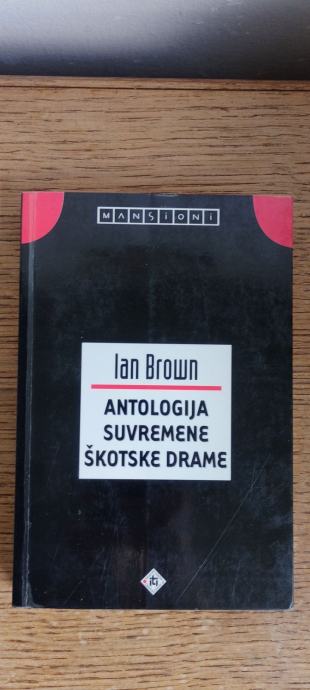 MANSiONi
Ian Brown
ANTOLOGIJA
SUVREMENE
ŠKOTSKE DRAME
iti